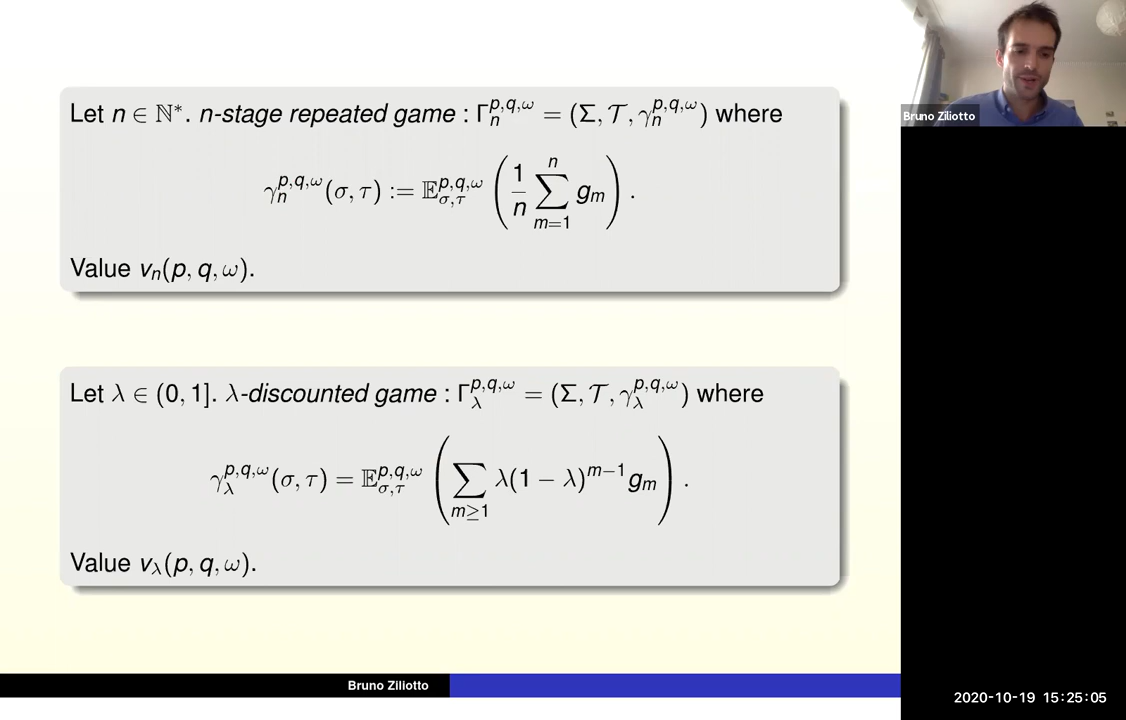 Let n ∈ ℕ*. n-stage repeated game : Γ_n^{p,q,ω} = (Σ, 𝒯, γ_n^{p,q,ω}) where
γ_n^{p,q,ω}(σ, τ) := 𝔼_{σ,τ}^{p,q,ω} ( 1/n ∑_{m=1}^{n} g_m ) .
Value v_n(p, q, ω).
Let λ ∈ (0, 1]. λ-discounted game : Γ_λ^{p,q,ω} = (Σ, 𝒯, γ_λ^{p,q,ω}) where
γ_λ^{p,q,ω}(σ, τ) = 𝔼_{σ,τ}^{p,q,ω} ( ∑_{m≥1} λ(1 − λ)^{m−1} g_m ) .
Value v_λ(p, q, ω).
Bruno Ziliotto
Bruno Ziliotto
2020-10-19 15:25:05